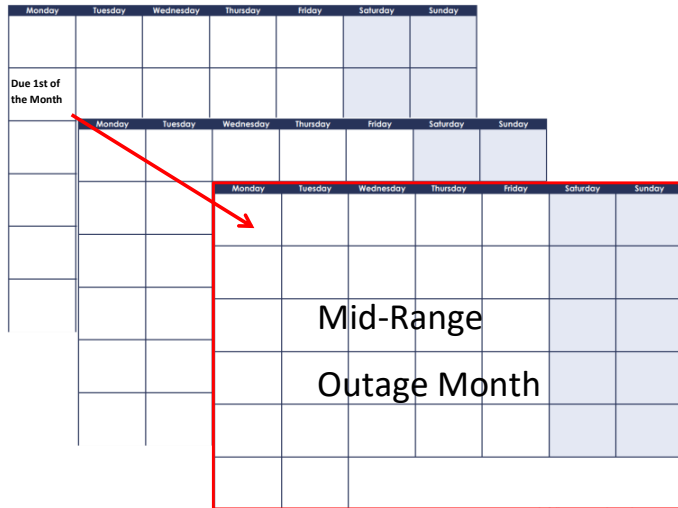 Monday Tuesday Wednesday Thursday Friday Saturday Sunday
Due 1st of
the Month
Monday Tuesday Wednesday Thursday Friday Saturday Sunday
Monday Tuesday Wednesday Thursday Friday Saturday Sunday
Mid-Range
Outage Month